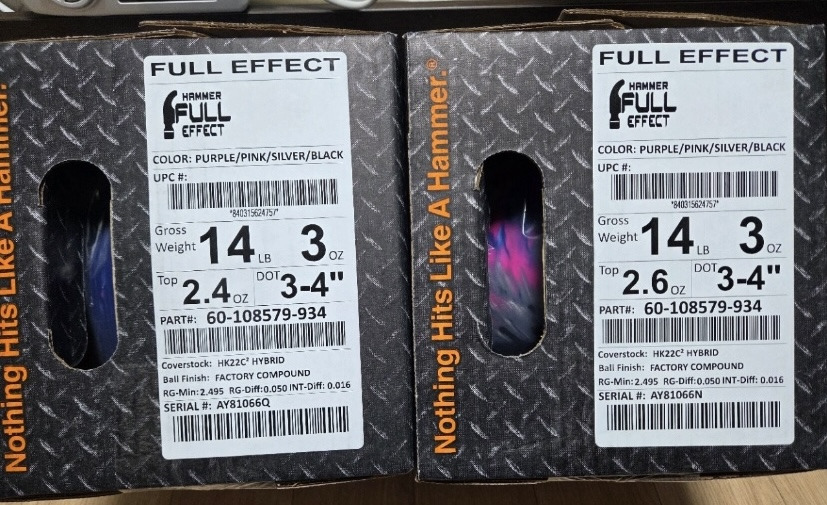 Nothing Hits Like A Hammer.
FULL EFFECT
HAMMER
FULL
EFFECT
COLOR: PURPLE/PINK/SILVER/BLACK
UPC #:
*840315624757*
Gross Weight 14 LB 3 OZ
Top 2.4 OZ DOT 3-4"
PART#: 60-108579-934
Coverstock: HK22C² HYBRID
Ball Finish: FACTORY COMPOUND
RG-Min: 2.495 RG-Diff: 0.050 INT-Diff: 0.016
SERIAL #: AY81066Q
Nothing Hits Like A Hammer.®
FULL EFFECT
HAMMER
FULL
EFFECT
COLOR: PURPLE/PINK/SILVER/BLACK
UPC #:
*840315624757*
Gross Weight 14 LB 3 OZ
Top 2.6 OZ DOT 3-4"
PART#: 60-108579-934
Coverstock: HK22C² HYBRID
Ball Finish: FACTORY COMPOUND
RG-Min: 2.495 RG-Diff: 0.050 INT-Diff: 0.016
SERIAL #: AY81066N